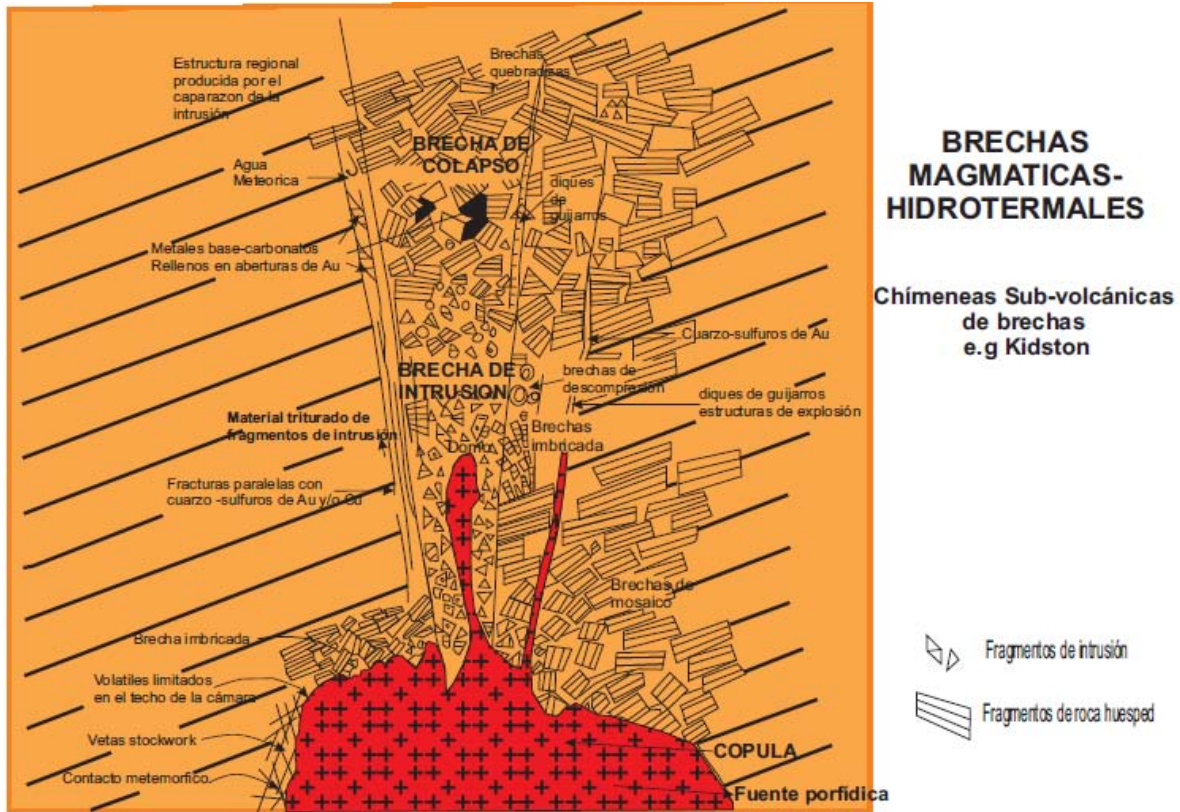 Estructura regional
producida por el
caparazon de la
intrusión
Brechas
quebradizas
BRECHA DE
COLAPSO
Agua
Meteorica
diques
de
guijarros
Metales base-carbonatos
Rellenos en aberturas de Au
Cuarzo-sulfuros de Au
BRECHA DE
INTRUSION
brechas de
descompresión
diques de guijarros
estructuras de explosión
Material triturado de
fragmentos de intrusión
Brechas
imbricada
Domo
Fracturas paralelas con
cuarzo -sulfuros de Au y/o Cu
Brechas de
mosaico
Brecha imbricada
Volatiles limitados
en el techo de la cámara
Vetas stockwork
COPULA
Contacto metemorfico.
Fuente porfídica
BRECHAS
MAGMATICAS-
HIDROTERMALES
Chímeneas Sub-volcánicas
de brechas
e.g Kidston
Fragmentos de intrusión
Fragmentos de roca huesped